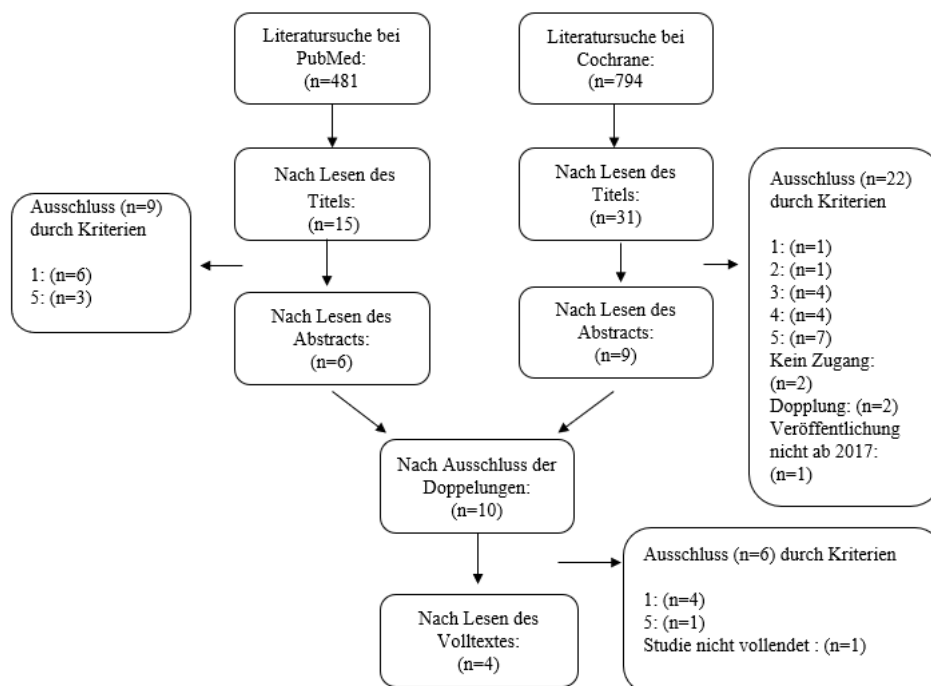 Literatursuche bei
PubMed:
(n=481
Literatursuche bei
Cochrane:
(n=794
Nach Lesen des
Titels:
(n=15)
Nach Lesen des
Titels:
(n=31)
Ausschluss (n=9)
durch Kriterien
1: (n=6)
5: (n=3)
Ausschluss (n=22)
durch Kriterien
1: (n=1)
2: (n=1)
3: (n=4)
4: (n=4)
5: (n=7)
Kein Zugang:
(n=2)
Dopplung: (n=2)
Veröffentlichung
nicht ab 2017:
(n=1)
Nach Lesen des
Abstracts:
(n=6)
Nach Lesen des
Abstracts:
(n=9)
Nach Ausschluss der
Doppelungen:
(n=10)
Ausschluss (n=6) durch Kriterien
1: (n=4)
5: (n=1)
Studie nicht vollendet : (n=1)
Nach Lesen des
Volltextes:
(n=4)